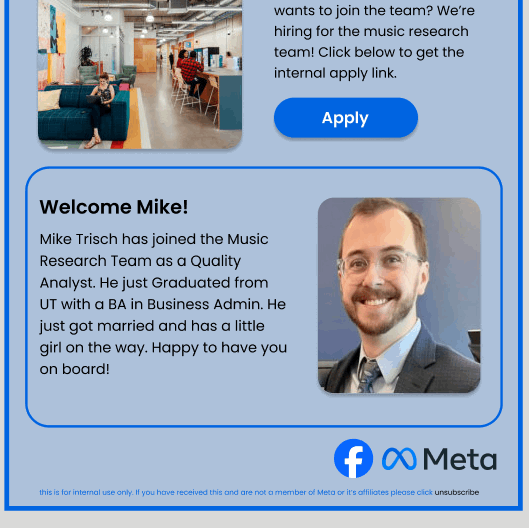 wants to join the team? We're
hiring for the music research
team! Click below to get the
internal apply link.
Apply
Welcome Mike!
Mike Trisch has joined the Music
Research Team as a Quality
Analyst. He just Graduated from
UT with a BA in Business Admin. He
just got married and has a little
girl on the way. Happy to have you
on board!
Meta
this is for internal use only. If you have received this and are not a member of Meta or it's affiliates please click unsubscribe